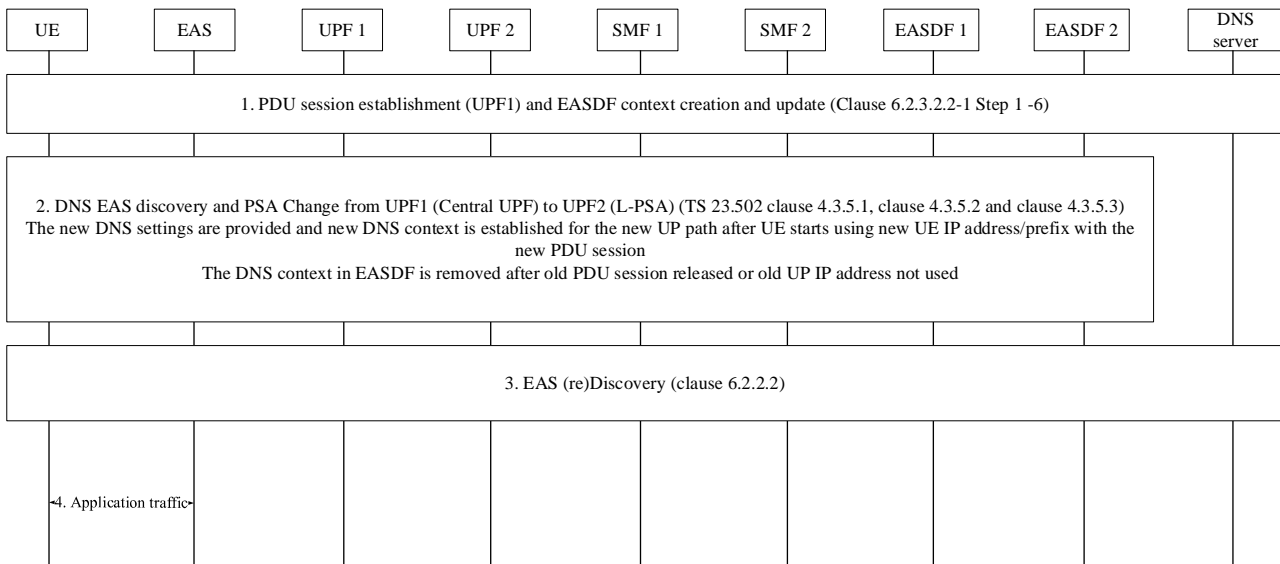 UE
EAS
UPF 1
UPF 2
SMF 1
SMF 2
EASDF 1
EASDF 2
DNS
server
1. PDU session establishment (UPF1) and EASDF context creation and update (Clause 6.2.3.2.2-1 Step 1 -6)
2. DNS EAS discovery and PSA Change from UPF1 (Central UPF) to UPF2 (L-PSA) (TS 23.502 clause 4.3.5.1, clause 4.3.5.2 and clause 4.3.5.3)
The new DNS settings are provided and new DNS context is established for the new UP path after UE starts using new UE IP address/prefix with the
new PDU session
The DNS context in EASDF is removed after old PDU session released or old UP IP address not used
3. EAS (re)Discovery (clause 6.2.2.2)
4. Application traffic